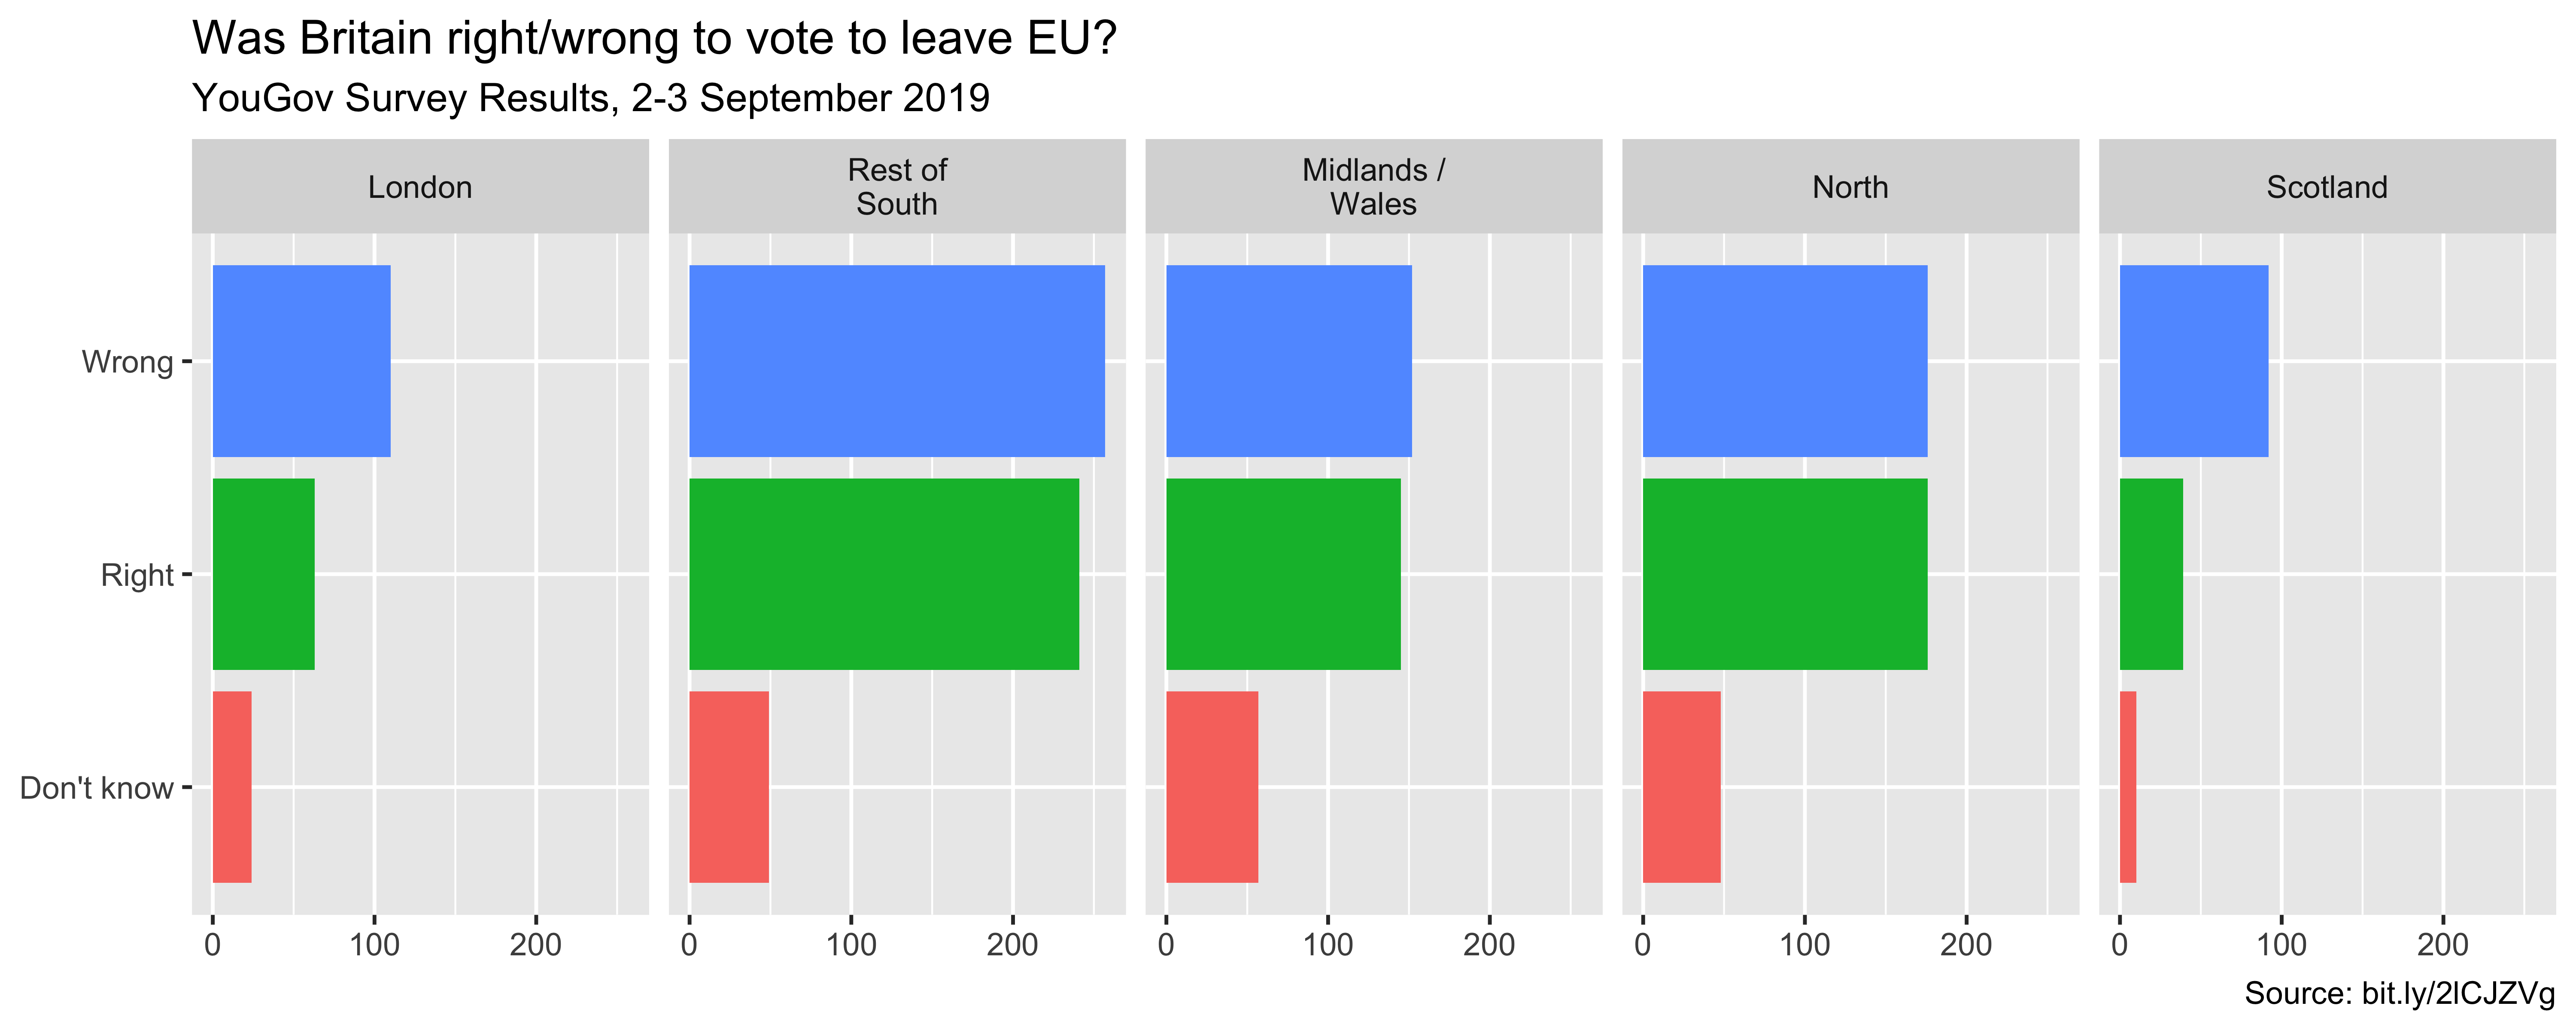 Was Britain right/wrong to vote to leave EU?
YouGov Survey Results, 2-3 September 2019
London
Rest of
South
Midlands /
Wales
North
Scotland
Wrong
Right
Don't know
0 100 200
0 100 200
0 100 200
0 100 200
0 100 200
Source: bit.ly/2lCJZVg